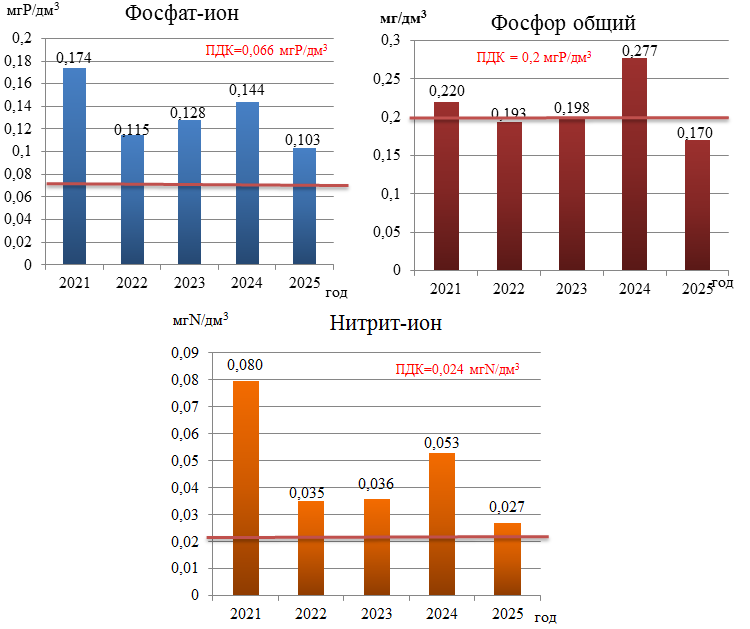 мгР/дм³
Фосфат-ион
ПДК=0,066 мгР/дм³
0,2
0,18
0,16
0,14
0,12
0,1
0,08
0,06
0,04
0,02
0
0,174
0,115
0,128
0,144
0,103
2021 2022 2023 2024 2025
год
мг/дм³
Фосфор общий
ПДК = 0,2 мгР/дм³
0,3
0,25
0,2
0,15
0,1
0,05
0
0,220
0,193
0,198
0,277
0,170
2021 2022 2023 2024 2025
год
мгN/дм³
Нитрит-ион
ПДК=0,024 мгN/дм³
0,09
0,08
0,07
0,06
0,05
0,04
0,03
0,02
0,01
0
0,080
0,035
0,036
0,053
0,027
2021 2022 2023 2024 2025
год